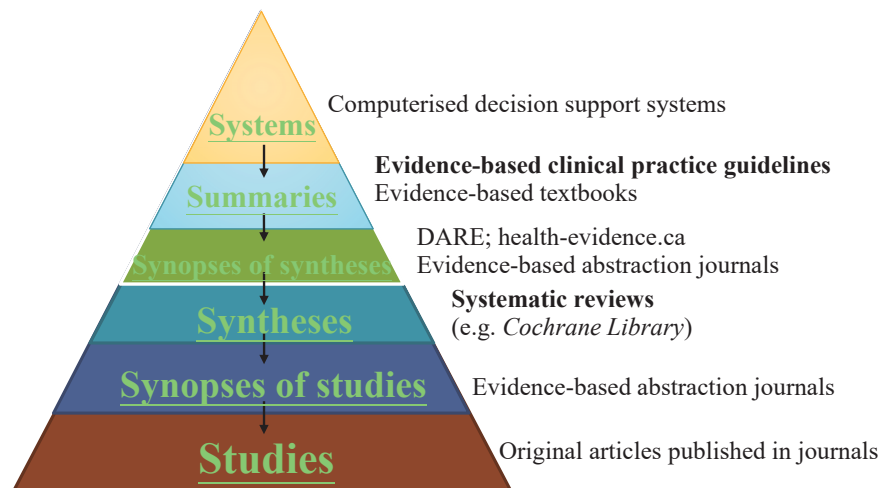 Computerised decision support systems
Systems
Evidence-based clinical practice guidelines
Summaries
Evidence-based textbooks
DARE; health-evidence.ca
Synopses of syntheses
Evidence-based abstraction journals
Systematic reviews
Syntheses
(e.g. Cochrane Library)
Synopses of studies
Evidence-based abstraction journals
Studies
Original articles published in journals